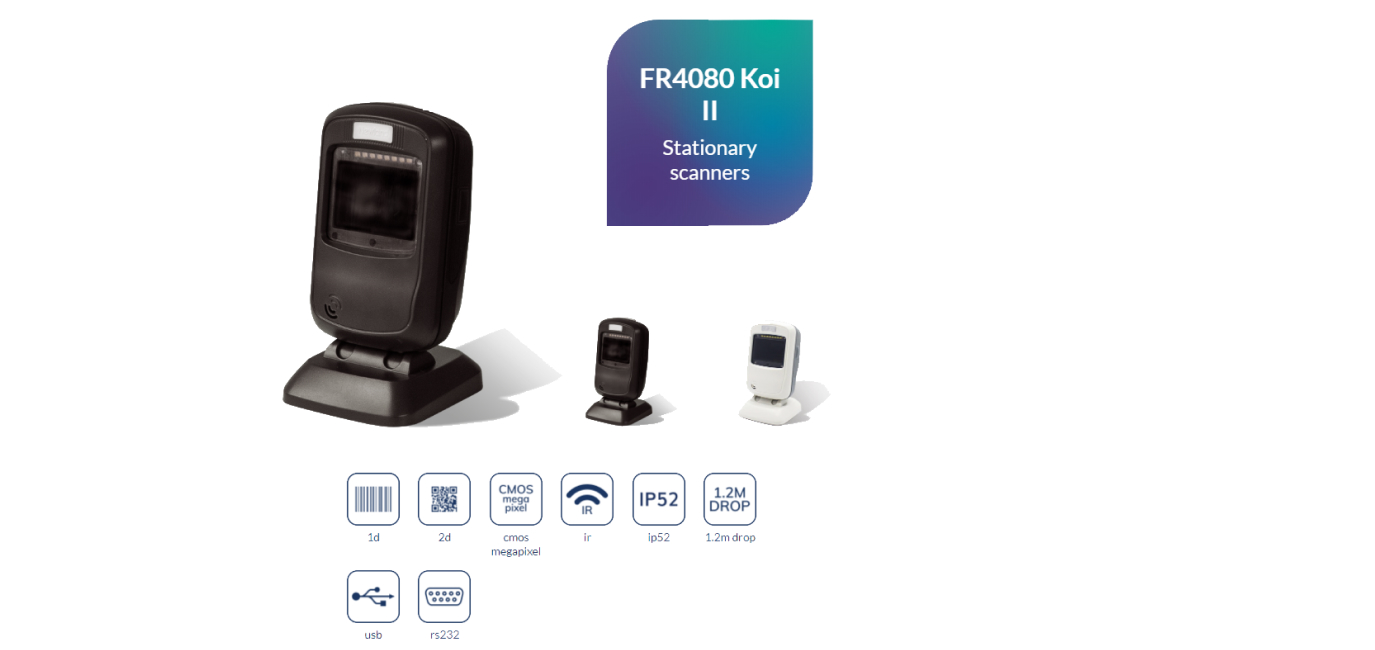 FR4080 Koi
II
Stationary
scanners
CMOS
mega
pixel
IR
IP52
1.2M
DROP
1d
2d
cmos
megapixel
ir
ip52
1.2m drop
usb
rs232